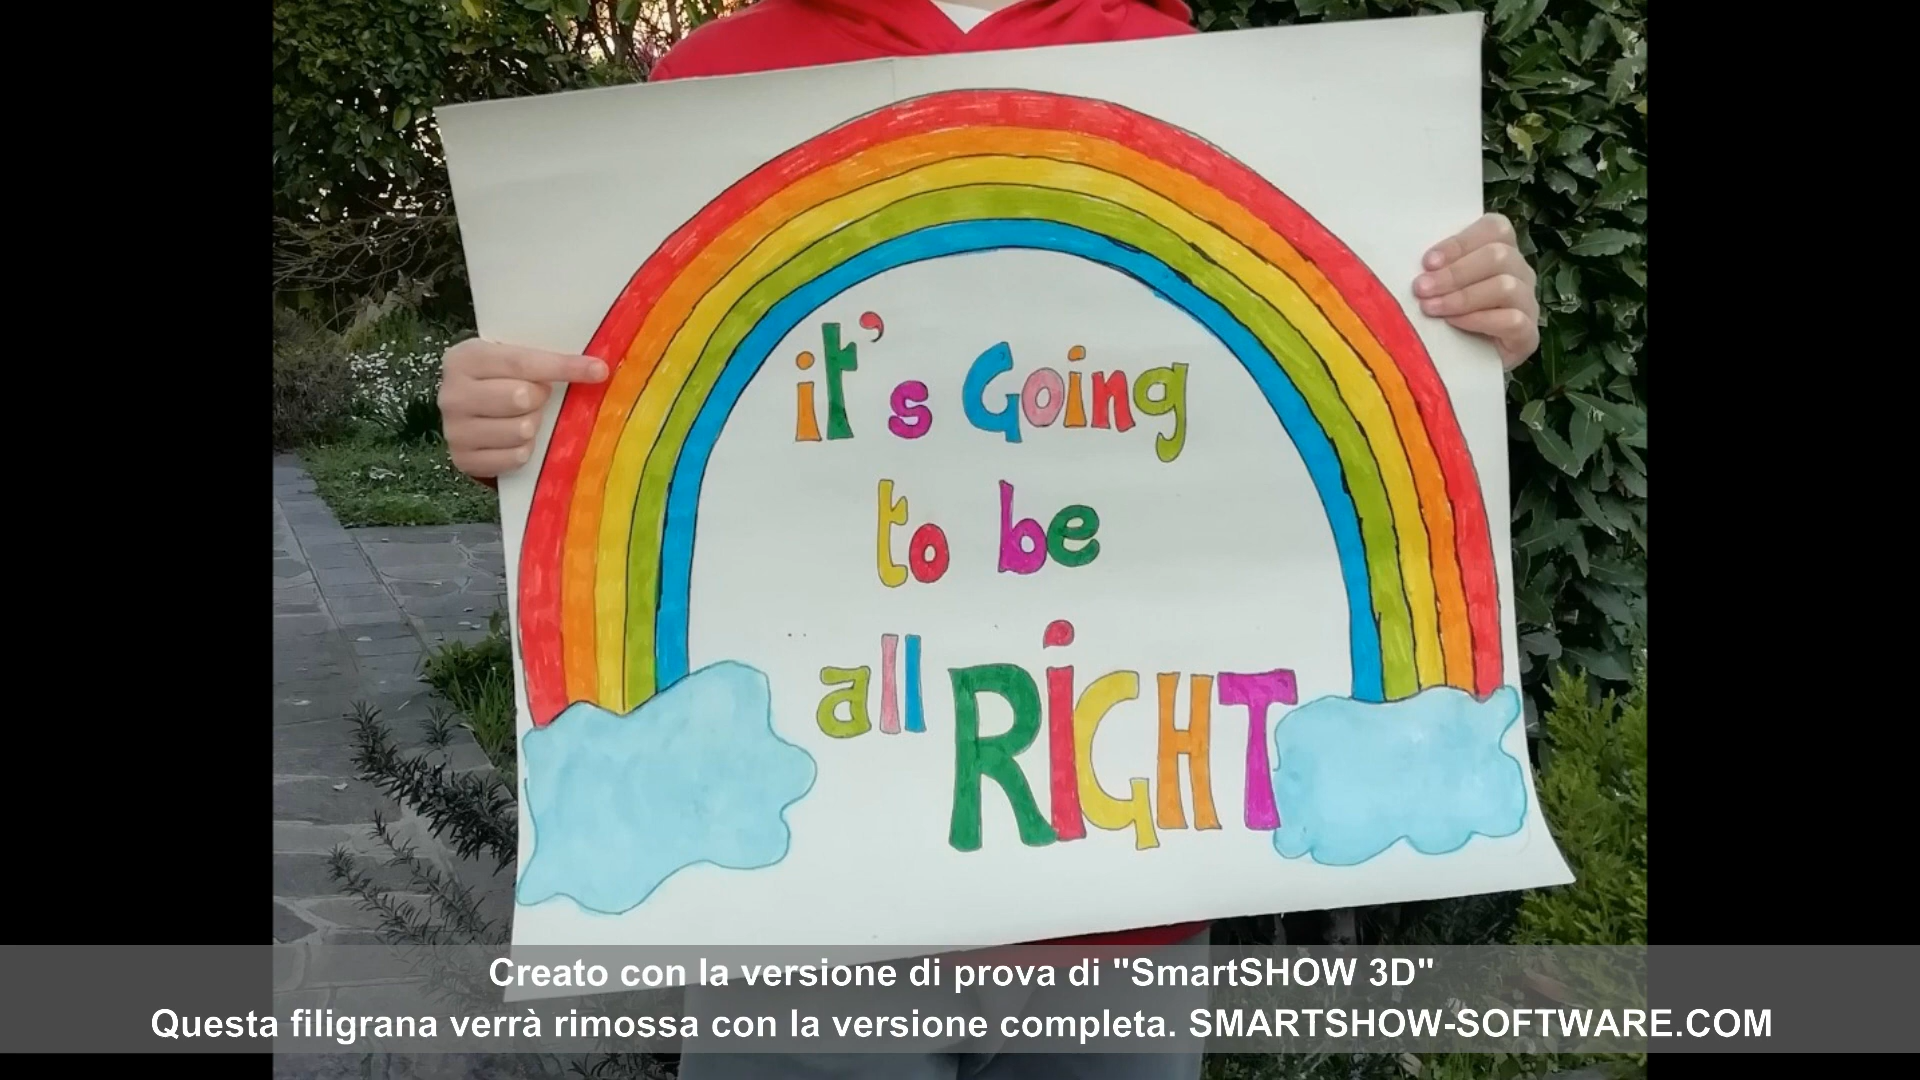 it's Going
to be
all RiGHT
Creato con la versione di prova di "SmartSHOW 3D"
Questa filigrana verrà rimossa con la versione completa. SMARTSHOW-SOFTWARE.COM